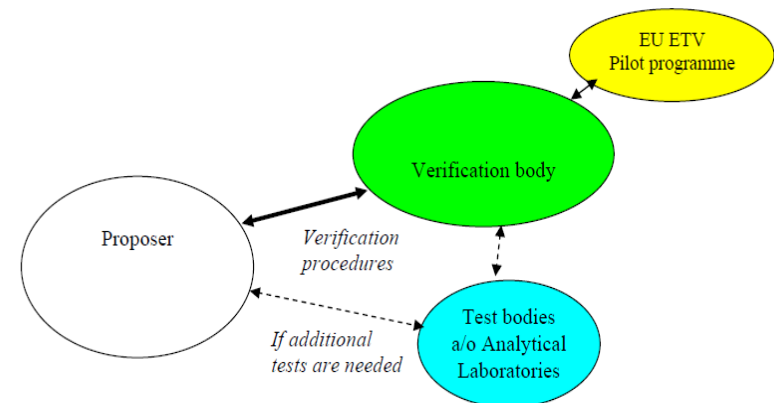 EU ETV
Pilot programme
Verification body
Proposer
Verification
procedures
If additional
tests are needed
Test bodies
a/o Analytical
Laboratories